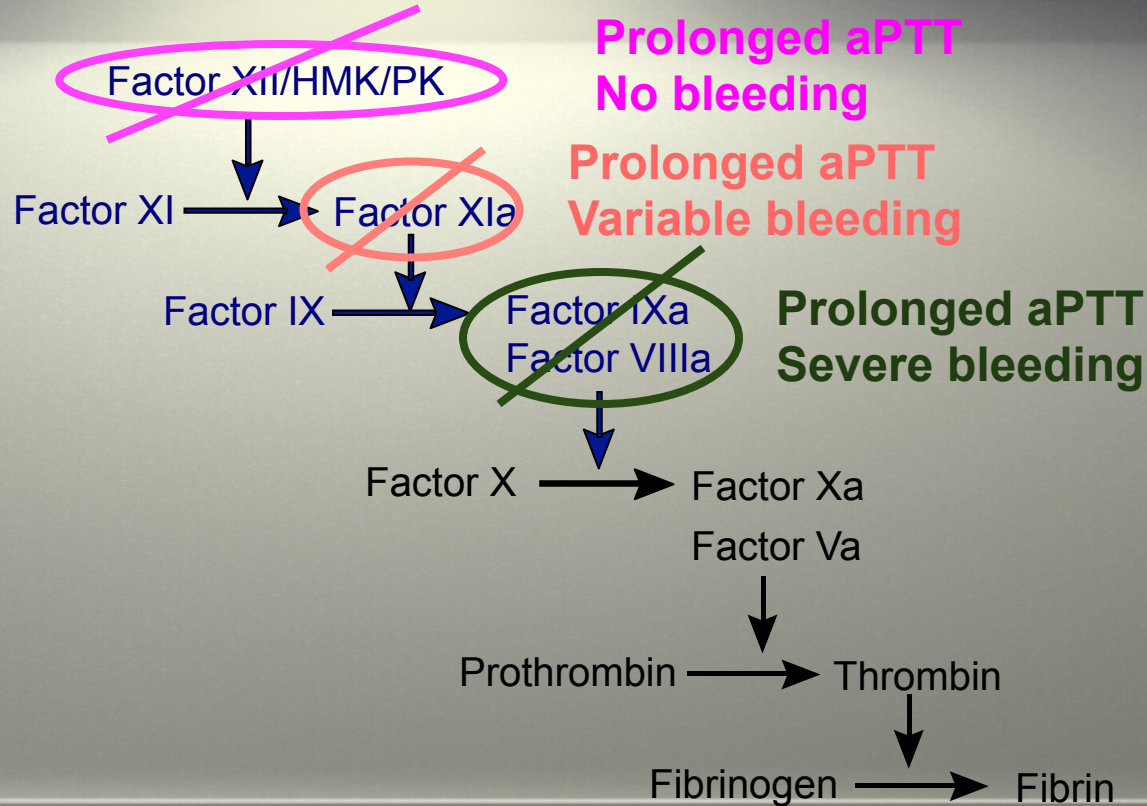 Prolonged aPTT
No bleeding
Factor XII/HMK/PK
Prolonged aPTT
Variable bleeding
Factor XI
Factor XIa
Factor IX
Factor IXa
Factor VIIIa
Prolonged aPTT
Severe bleeding
Factor X
Factor Xa
Factor Va
Prothrombin
Thrombin
Fibrinogen
Fibrin